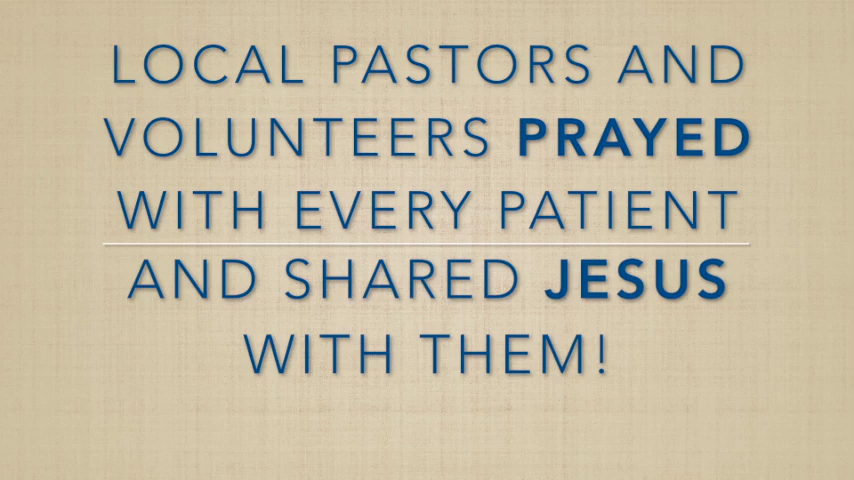 LOCAL PASTORS AND
VOLUNTEERS PRAYED
WITH EVERY PATIENT
AND SHARED JESUS
WITH THEM!